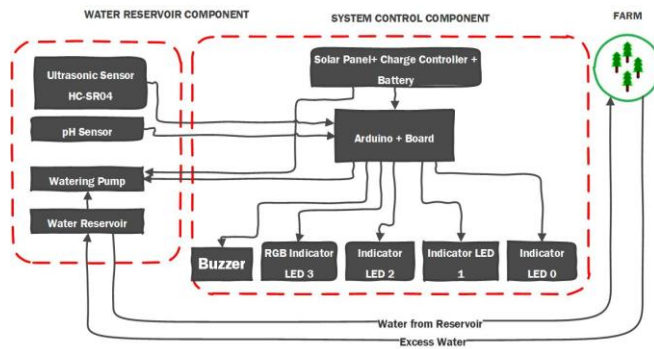 WATER RESERVOIR COMPONENT
SYSTEM CONTROL COMPONENT
FARM
Ultrasonic Sensor
HC-SR04
pH Sensor
Watering Pump
Water Reservoir
Solar Panel+ Charge Controller +
Battery
Arduino + Board
Buzzer
RGB Indicator
LED 3
Indicator
LED 2
Indicator LED
1
Indicator
LED 0
Water from Reservoir
Excess Water